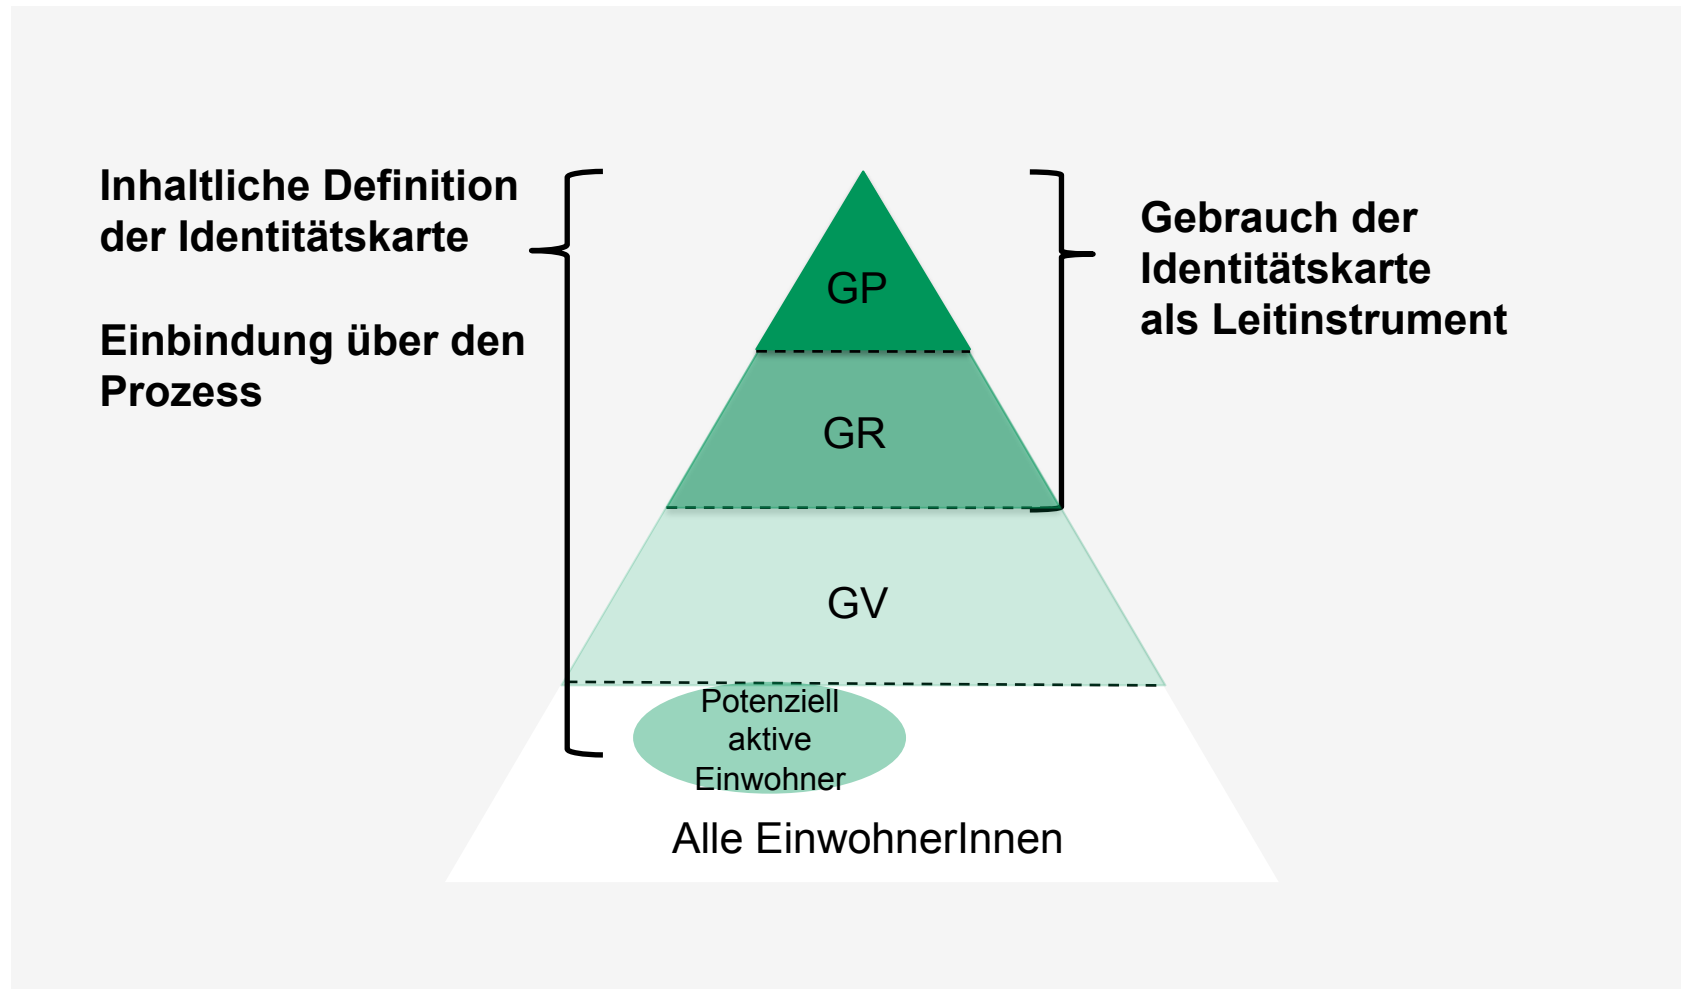 Inhaltliche Definition
der Identitätskarte
Einbindung über den
Prozess
GP
GR
GV
Potenziell
aktive
Einwohner
Alle EinwohnerInnen
Gebrauch der
Identitätskarte
als Leitinstrument